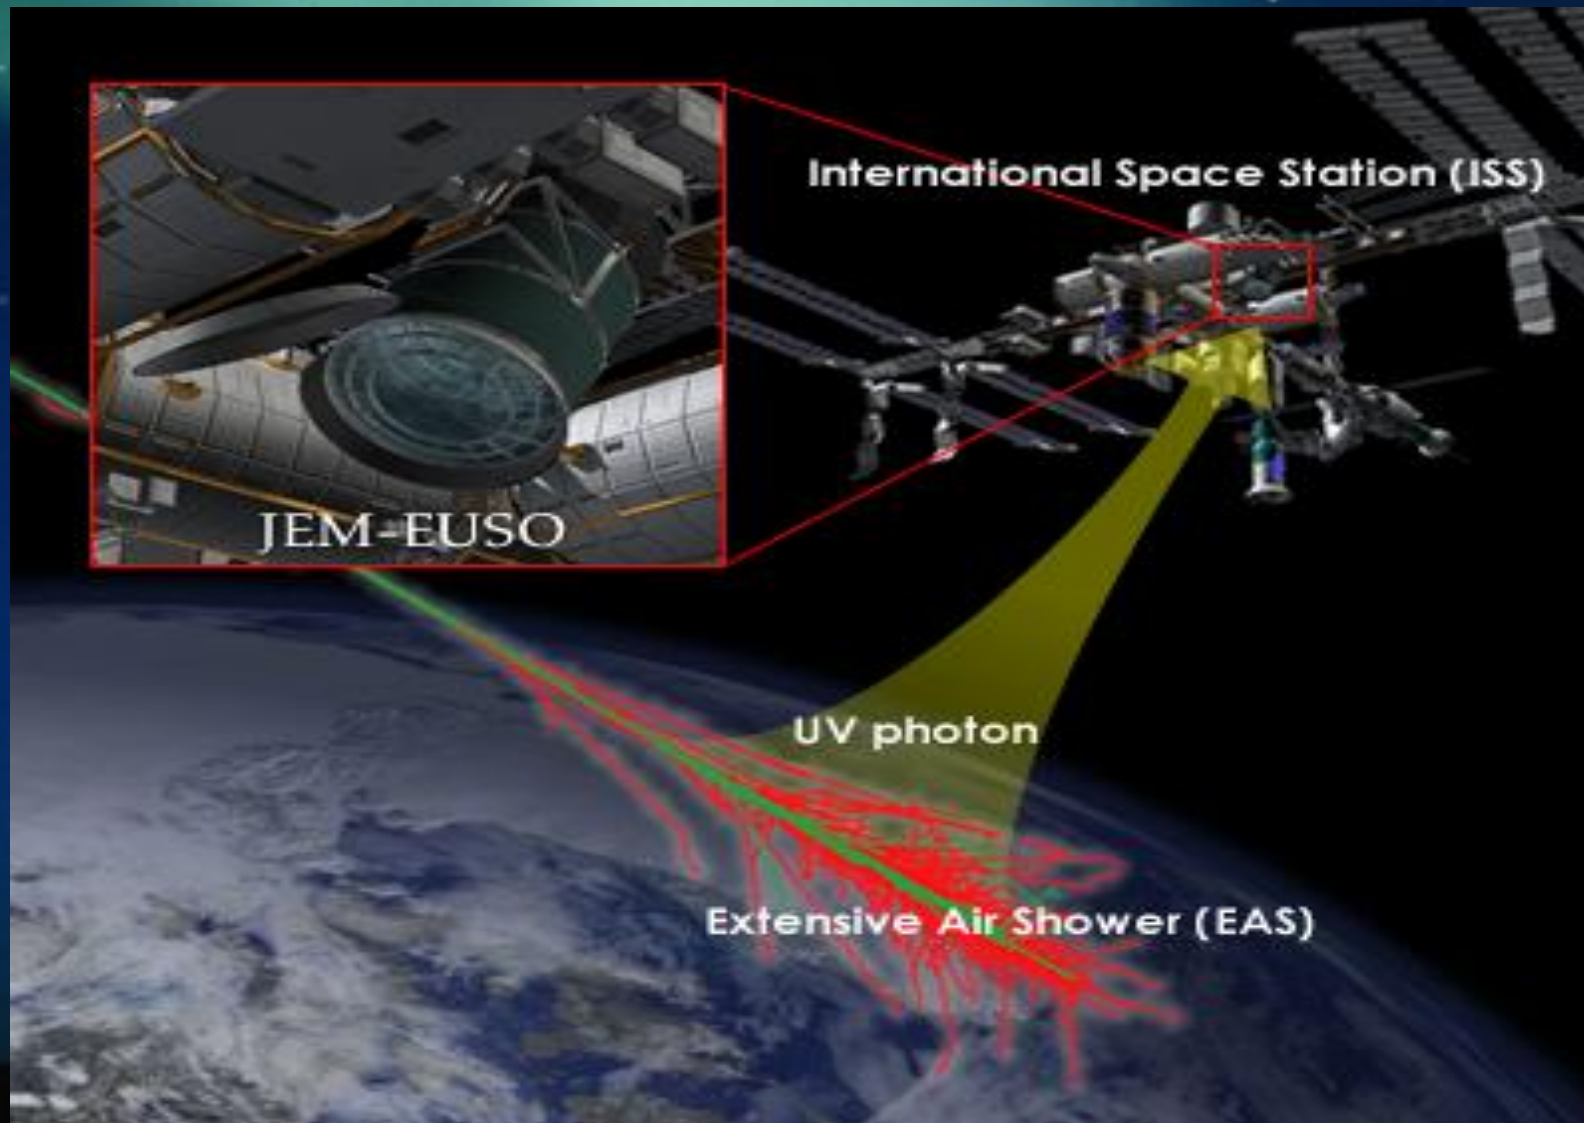 International Space Station (ISS)
JEM-EUSO
UV photon
Extensive Air Shower (EAS)